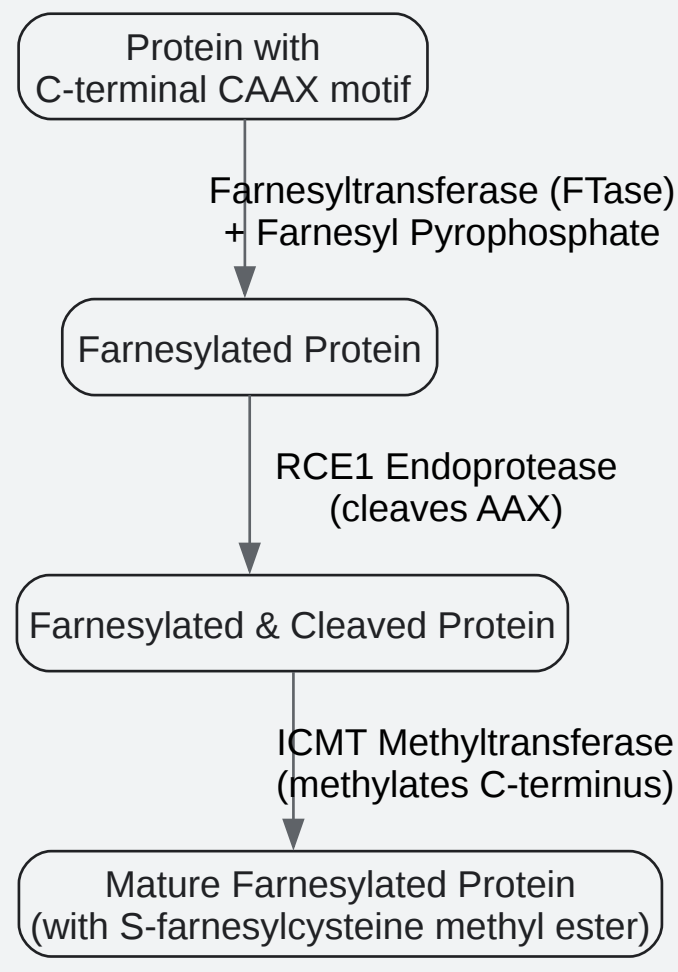 Protein with
C-terminal CAAX motif
Farnesyltransferase (FTase)
+ Farnesyl Pyrophosphate
Farnesylated Protein
RCE1 Endoprotease
(cleaves AAX)
Farnesylated & Cleaved Protein
ICMT Methyltransferase
(methylates C-terminus)
Mature Farnesylated Protein
(with S-farnesylcysteine methyl ester)